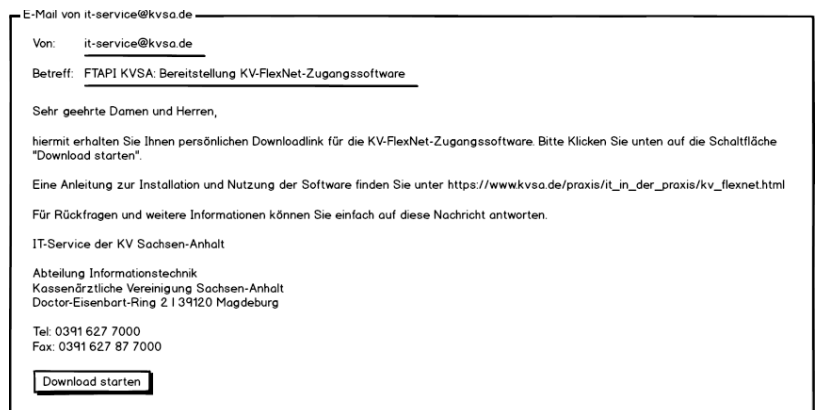 E-Mail von it-service@kvsa.de
Von: it-service@kvsa.de
Betreff: FTAPI KVSA: Bereitstellung KV-FlexNet-Zugangssoftware
Sehr geehrte Damen und Herren,
hiermit erhalten Sie Ihnen persönlichen Downloadlink für die KV-FlexNet-Zugangssoftware. Bitte Klicken Sie unten auf die Schaltfläche
"Download starten".
Eine Anleitung zur Installation und Nutzung der Software finden Sie unter https://www.kvsa.de/praxis/it_in_der_praxis/kv_flexnet.html
Für Rückfragen und weitere Informationen können Sie einfach auf diese Nachricht antworten.
IT-Service der KV Sachsen-Anhalt
Abteilung Informationstechnik
Kassenärztliche Vereinigung Sachsen-Anhalt
Doctor-Eisenbart-Ring 2 I 39120 Magdeburg
Tel: 0391 627 7000
Fax: 0391 627 87 7000
Download starten